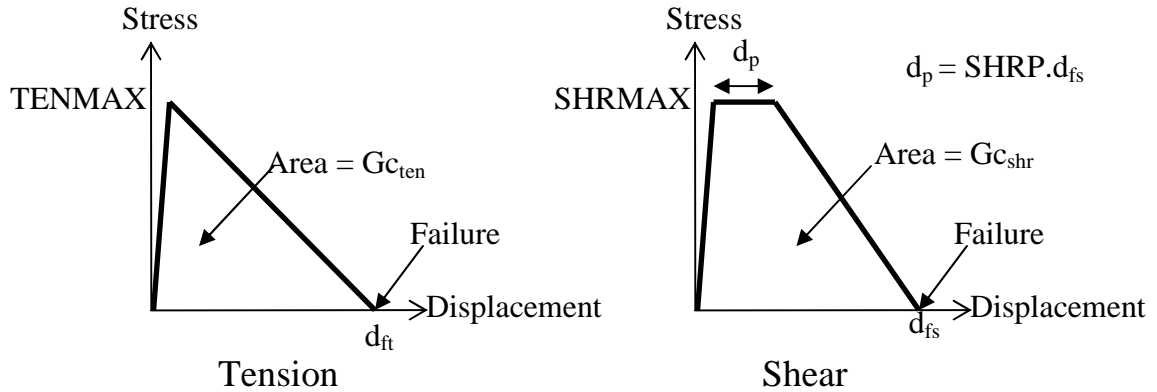 Stress
TENMAX
Area = Gc_ten
Failure
Displacement
d_ft
Tension
Stress
d_p
d_p = SHRP.d_fs
SHRMAX
Area = Gc_shr
Failure
Displacement
d_fs
Shear